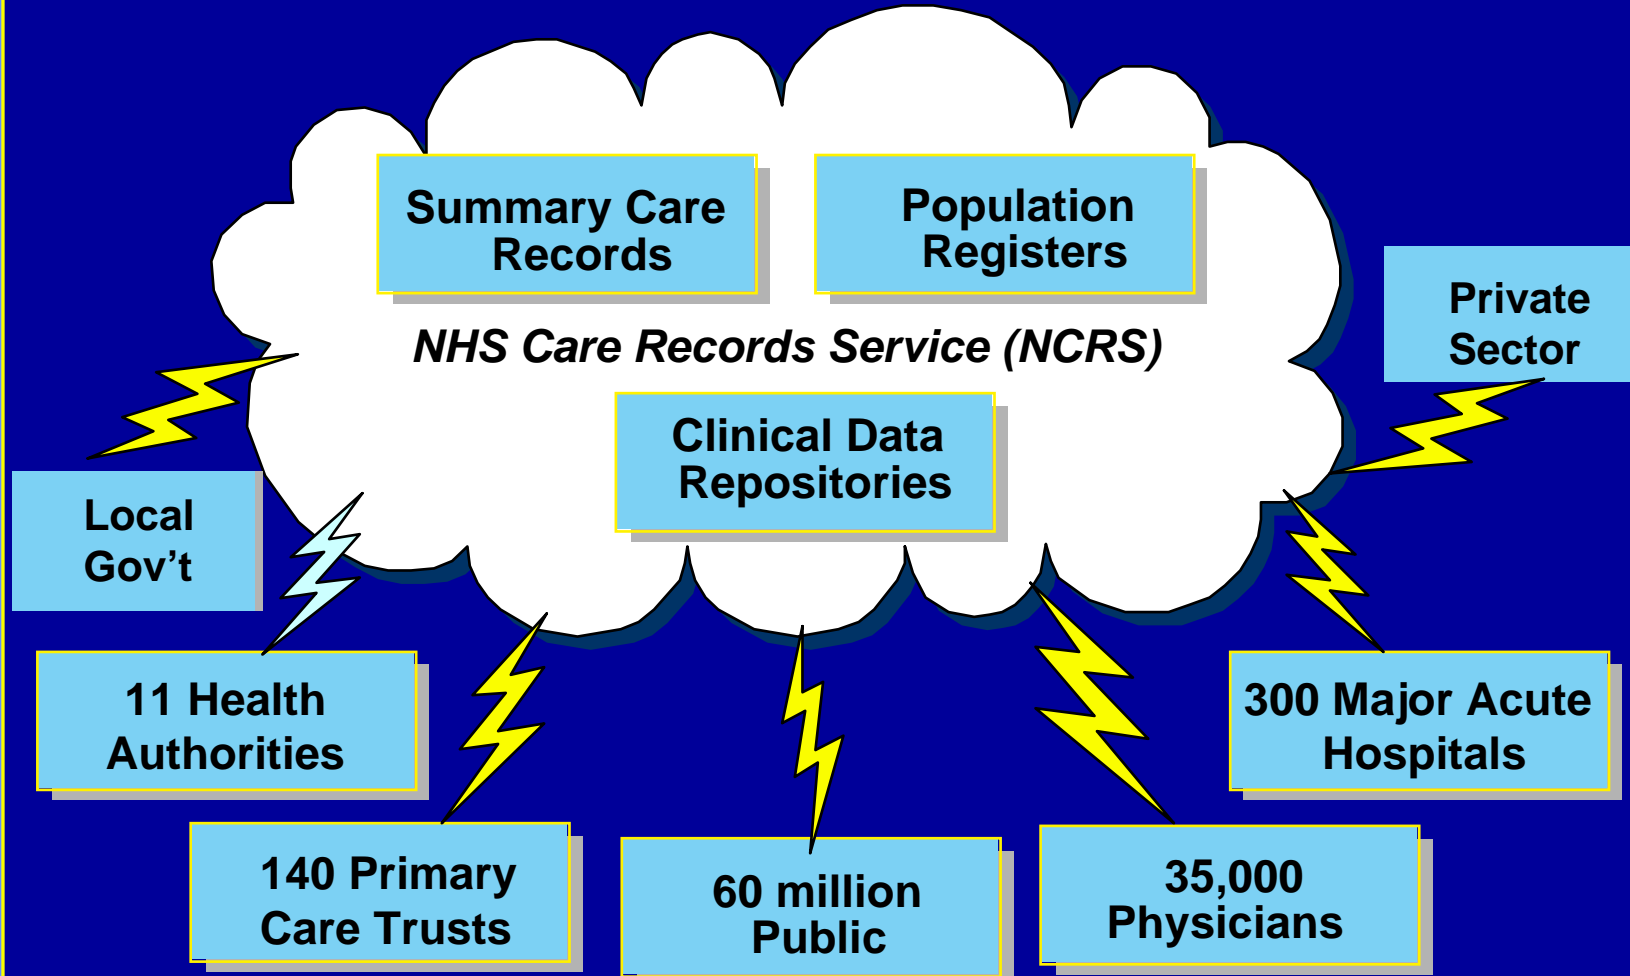 Summary Care
Records
Population
Registers
NHS Care Records Service (NCRS)
Clinical Data
Repositories
Private
Sector
Local
Gov’t
11 Health
Authorities
300 Major Acute
Hospitals
140 Primary
Care Trusts
60 million
Public
35,000
Physicians